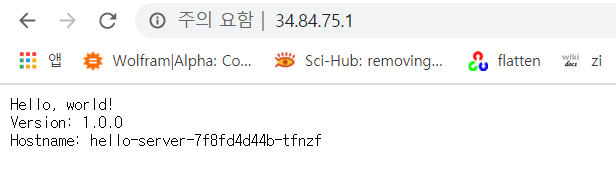 주의 요함 | 34.84.75.1
앱 Wolfram|Alpha: Co... Sci-Hub: removing... flatten wiki docs zi
Hello, world!
Version: 1.0.0
Hostname: hello-server-7f8fd4d44b-tfnzf